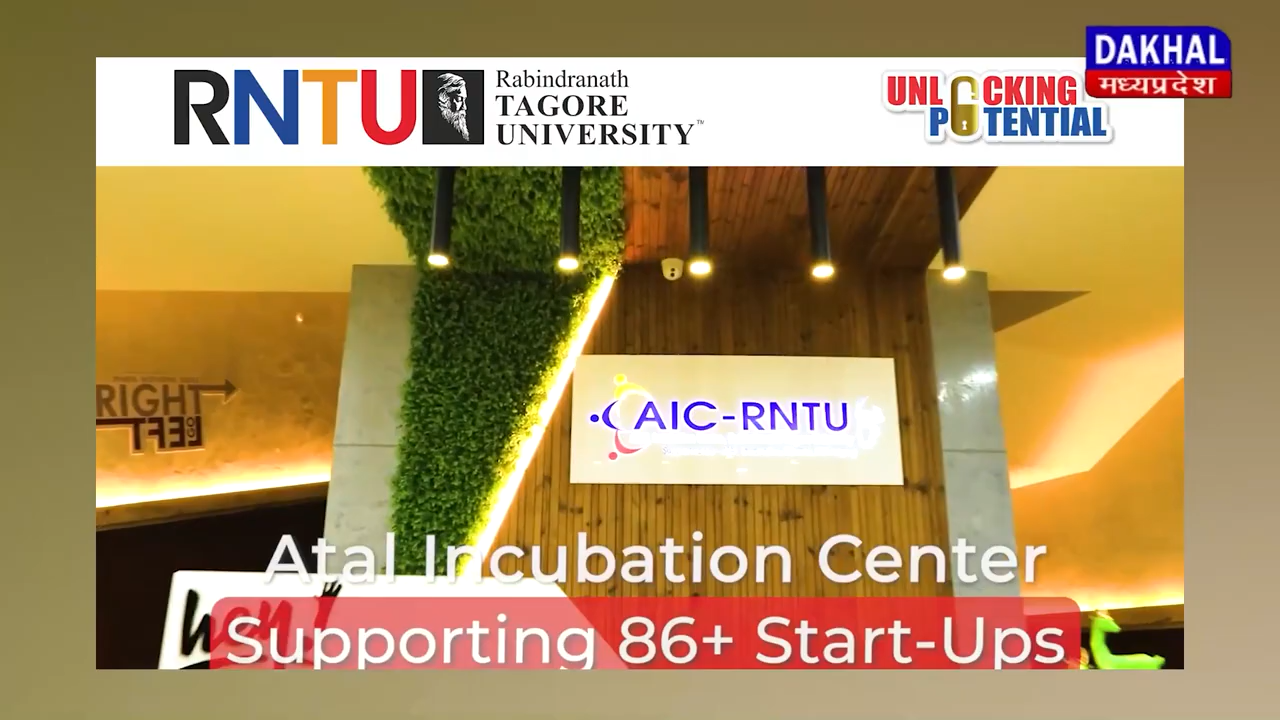 RNTU
Rabindranath
TAGORE
UNIVERSITY™
UNLOCKING
POTENTIAL
DAKHAL
मध्यप्रदेश
RIGHT
LEFT
AIC-RNTU
Atal Incubation Center
hey!
Supporting 86+ Start-Ups